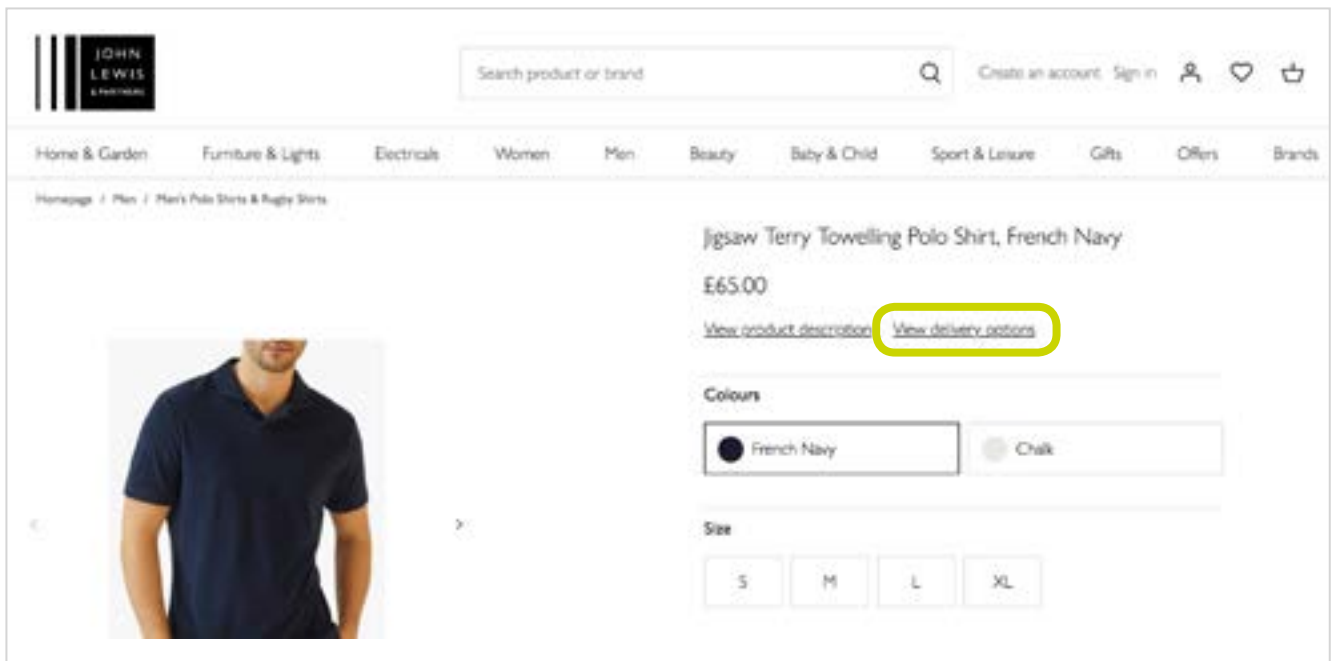 JOHN
LEWIS
& PARTNERS
Search product or brand
Create an account Sign in
Home & Garden Furniture & Lights Electricals Women Men Beauty Baby & Child Sport & Leisure Gifts Offers Brands
Homepage / Men / Men's Polo Shirts & Rugby Shirts
Jigsaw Terry Towelling Polo Shirt, French Navy
£65.00
View product description View delivery options
Colours
French Navy Chalk
Size
S M L XL